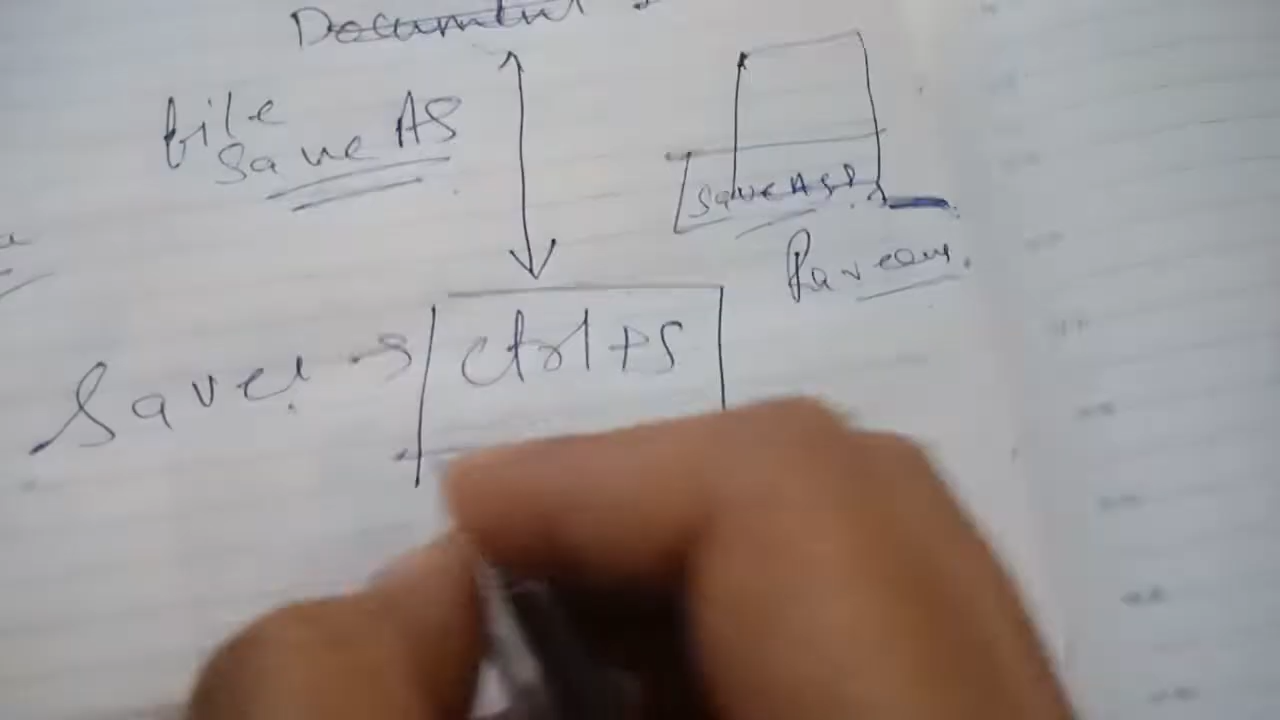 Document
file
Save AS
Save AS
Save
Ctrl+S